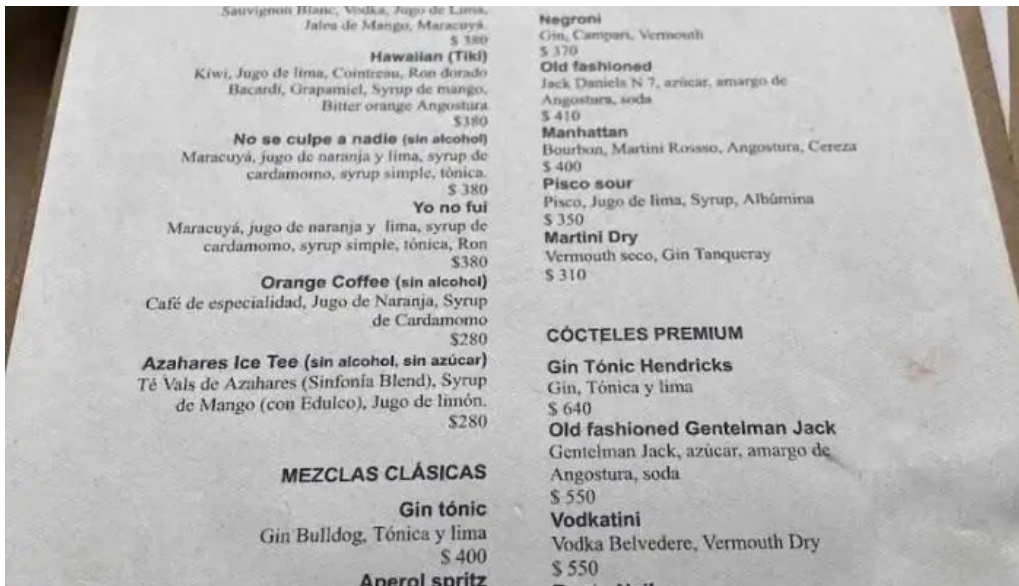 Sauvignon Blanc, Vodka, Jugo de Lima,
Jalea de Mango, Maracuyá.
$ 380
Hawaiian (Tiki)
Kiwi, Jugo de lima, Cointreau, Ron dorado
Bacardi, Grapamiel, Syrup de mango,
Bitter orange Angostura
$380
No se culpe a nadie (sin alcohol)
Maracuyá, jugo de naranja y lima, syrup de
cardamomo, syrup simple, tônica.
$ 380
Yo no fui
Maracuyá, jugo de naranja y lima, syrup de
cardamomo, syrup simple, tónica, Ron
$380
Orange Coffee (sin alcohol)
Café de especialidad, Jugo de Naranja, Syrup
de Cardamomo
$280
Azahares Ice Tee (sin alcohol, sin azúcar)
Té Vals de Azahares (Sinfonía Blend), Syrup
de Mango (con Edulco), Jugo de limón.
$280
MEZCLAS CLÁSICAS
Gin tónic
Gin Bulldog, Tónica y lima
$ 400
Aperol spritz
Negroni
Gin, Campari, Vermouth
$ 370
Old fashioned
Jack Daniels N 7, azúcar, amargo de
Angostura, soda
$ 410
Manhattan
Bourbon, Martini Rossso, Angostura, Cereza
$ 400
Pisco sour
Pisco, Jugo de lima, Syrup, Albúmina
$ 350
Martini Dry
Vermouth seco, Gin Tanqueray
$ 310
CÓCTELES PREMIUM
Gin Tónic Hendricks
Gin, Tónica y lima
$ 640
Old fashioned Gentelman Jack
Gentelman Jack, azúcar, amargo de
Angostura, soda
$ 550
Vodkatini
Vodka Belvedere, Vermouth Dry
$ 550